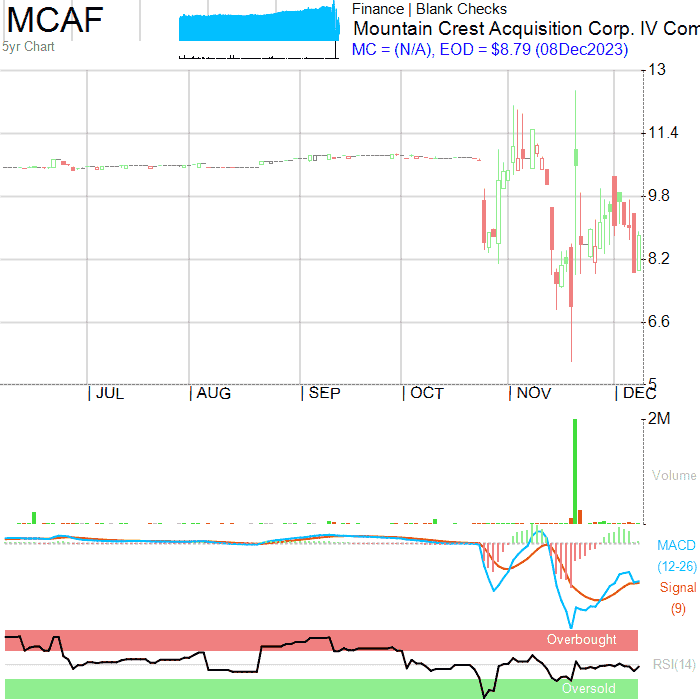 MCAF
5yr Chart
Finance | Blank Checks
Mountain Crest Acquisition Corp. IV Com
MC = (N/A), EOD = $8.79 (08Dec2023)
13
11.4
9.8
8.2
6.6
5
JUL
AUG
SEP
OCT
NOV
DEC
2M
Volume
MACD
(12-26)
Signal
(9)
Overbought
RSI(14)
Oversold